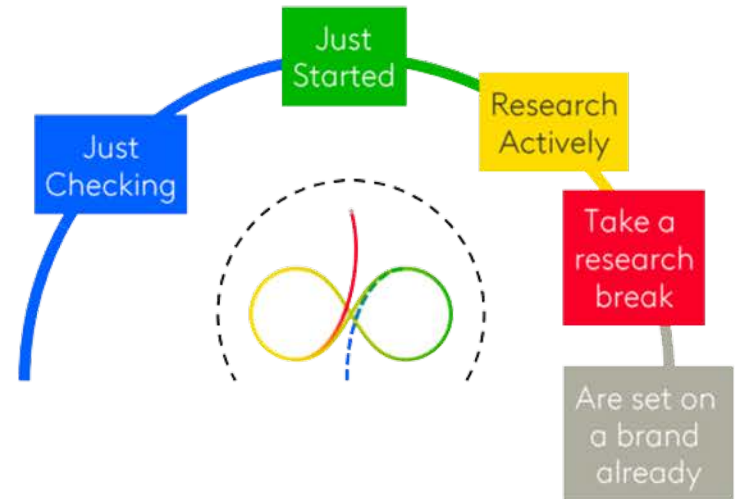 Just
Checking
Just
Started
Research
Actively
Take a
research
break
Are set on
a brand
already